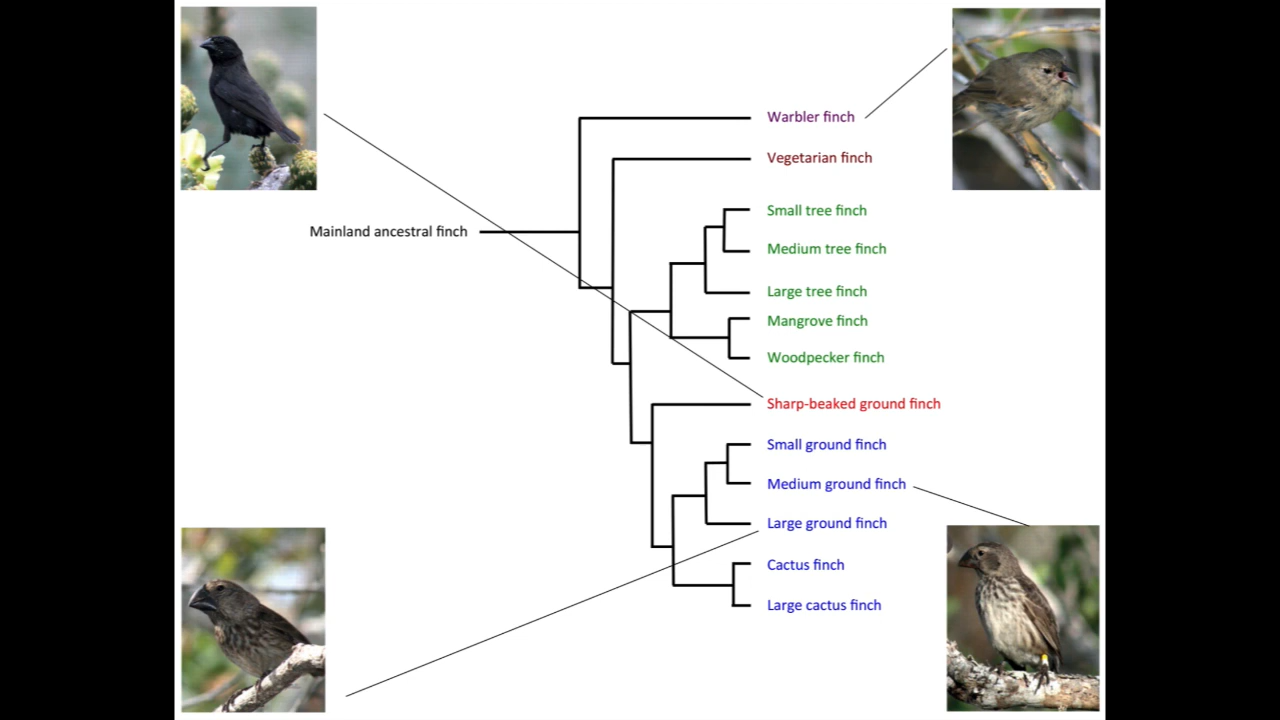 Warbler finch
Vegetarian finch
Small tree finch
Mainland ancestral finch
Medium tree finch
Large tree finch
Mangrove finch
Woodpecker finch
Sharp-beaked ground finch
Small ground finch
Medium ground finch
Large ground finch
Cactus finch
Large cactus finch